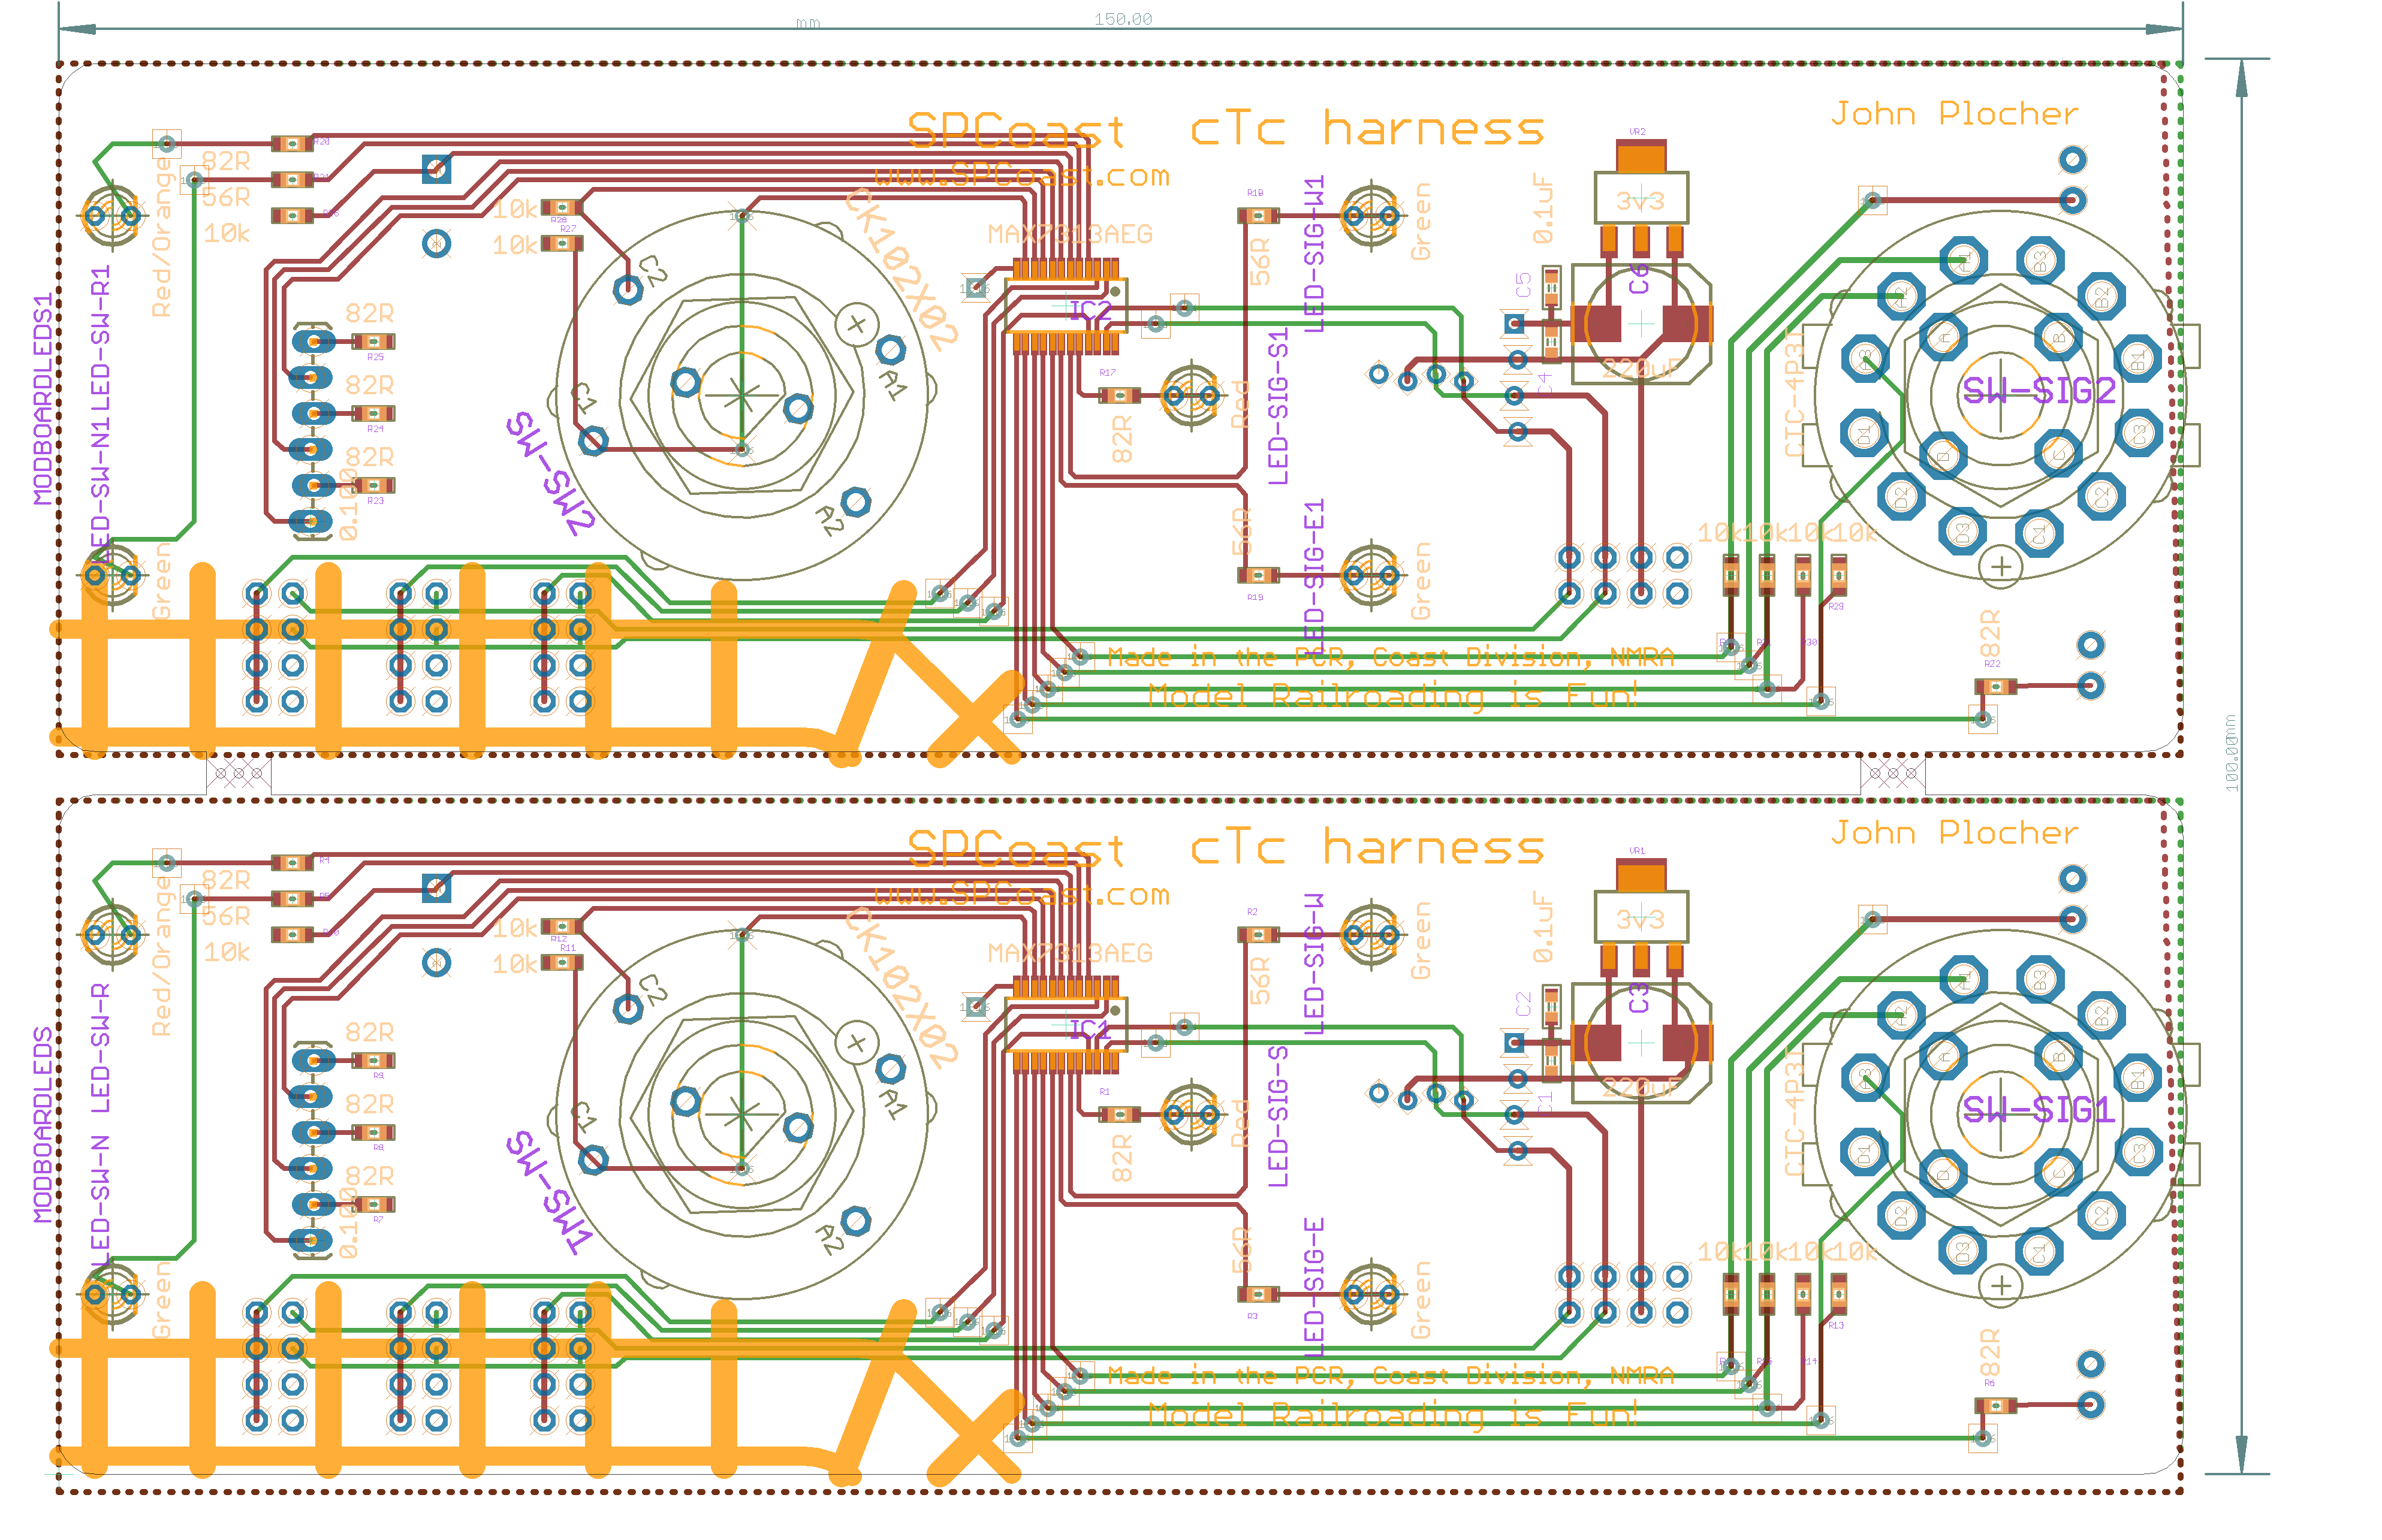 mm 150.00
SPCoast cTc harness
John Plocher
www.SPCoast.com
VR2
3v3
82R
56R
10k
Red/Orange
R20
10k
10k
R28
R27
CK102X02
C2
C1
A1
A2
SW-SW2
MAX7313AEG
IC2
R18
56R
LED-SIG-W1
Green
0.1uF
C5
C6
C4
220uF
R17
82R
Red
LED-SIG-S1
56R
R19
LED-SIG-E1
Green
MODBOARDLEDS1
LED-SW-N1
LED-SW-R1
82R
R25
82R
R24
82R
R23
0.100
Green
CTC-4P3T
A1
B3
A2
B2
A3
A
B
B1
SW-SIG2
D1
D
C
C3
D2
C2
D3
C1
10k 10k 10k 10k
R29
R30
82R
R22
Made in the PCR, Coast Division, NMRA
Model Railroading is Fun!
100.00mm
SPCoast cTc harness
John Plocher
www.SPCoast.com
VR1
3v3
82R
56R
10k
Red/Orange
R4
R5
10k
10k
R12
R11
CK102X02
C2
C1
A1
A2
SW-SW1
MAX7313AEG
IC1
R2
56R
LED-SIG-W
Green
0.1uF
C2
C3
C1
220uF
R1
82R
Red
LED-SIG-S
56R
R3
LED-SIG-E
Green
MODBOARDLEDS
LED-SW-N
LED-SW-R
82R
R9
82R
R8
82R
R7
0.100
Green
CTC-4P3T
A1
B3
A2
B2
A3
A
B
B1
SW-SIG1
D1
D
C
C3
D2
C2
D3
C1
10k 10k 10k 10k
R13
R14
82R
R6
Made in the PCR, Coast Division, NMRA
Model Railroading is Fun!